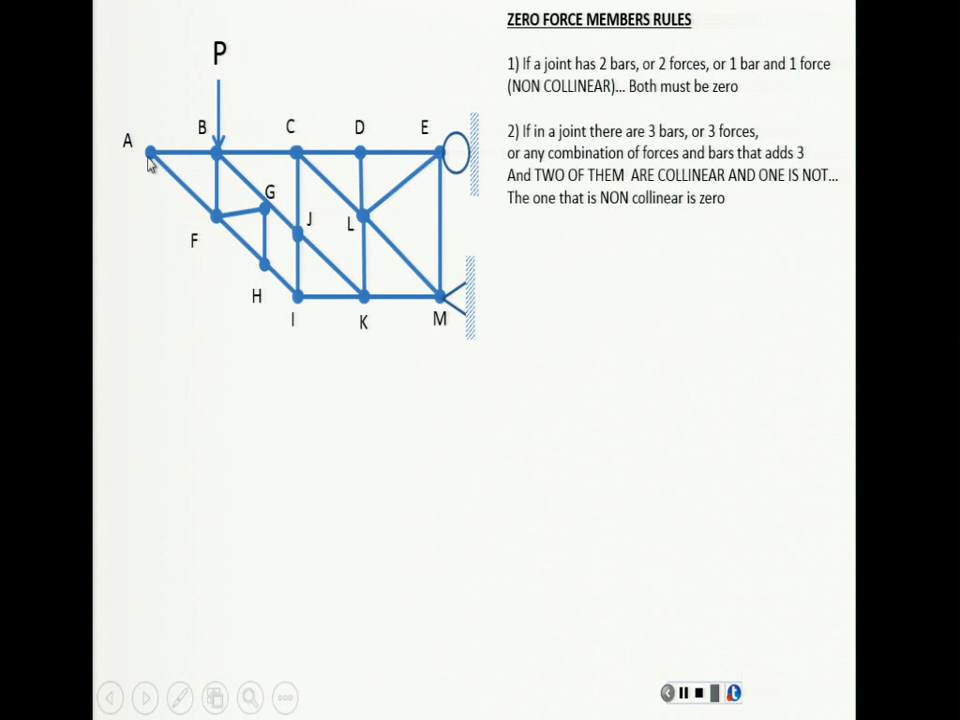 ZERO FORCE MEMBERS RULES
P
1) If a joint has 2 bars, or 2 forces, or 1 bar and 1 force
(NON COLLINEAR)... Both must be zero
A
B
C
D
E
2) If in a joint there are 3 bars, or 3 forces,
or any combination of forces and bars that adds 3
And TWO OF THEM ARE COLLINEAR AND ONE IS NOT...
The one that is NON collinear is zero
G
J
L
F
H
I
K
M